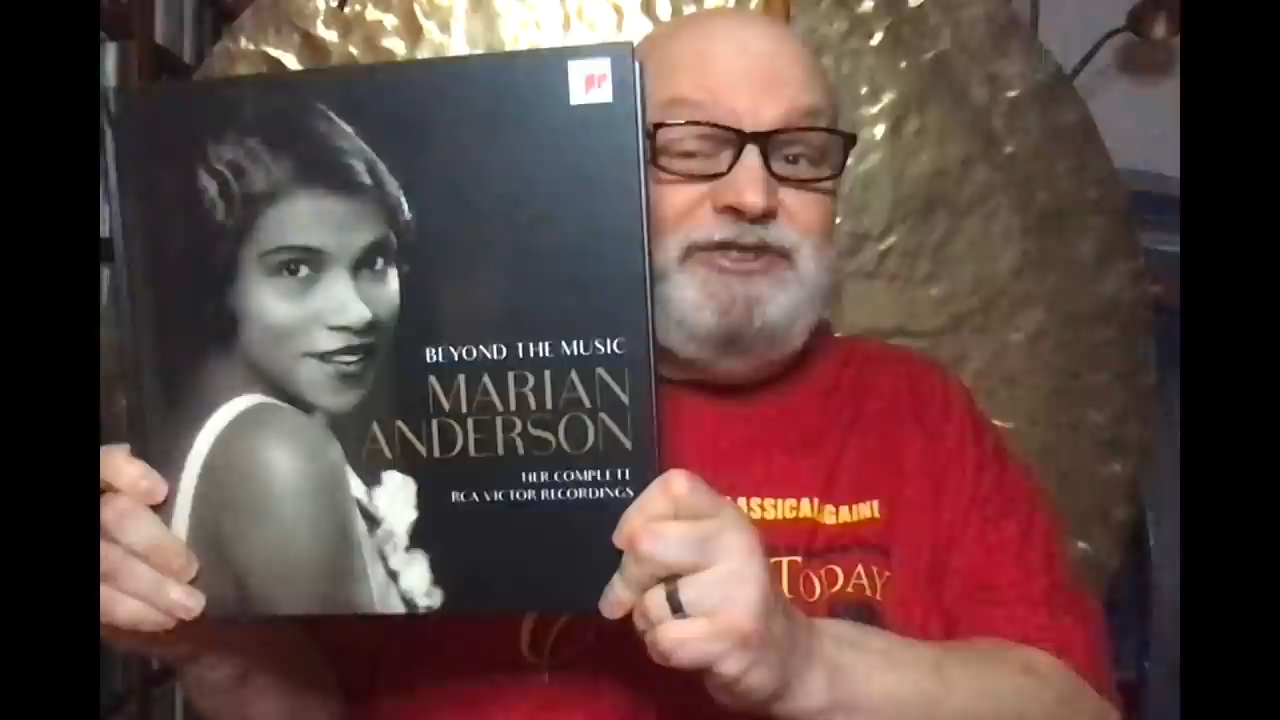 BEYOND THE MUSIC
MARIAN
ANDERSON
HER COMPLETE
RCA VICTOR RECORDINGS
TODAY